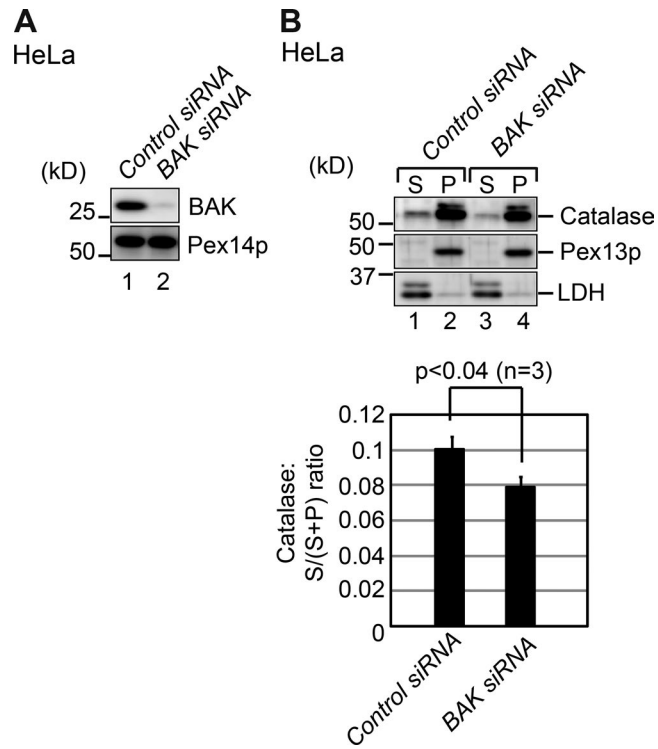 A
HeLa
Control siRNA
BAK siRNA
(kD)
25
BAK
50
Pex14p
1 2
B
HeLa
Control siRNA
BAK siRNA
(kD)
S P S P
50
Catalase
50
Pex13p
37
LDH
1 2 3 4
p<0.04 (n=3)
Catalase:
S/(S+P) ratio
0.12
0.1
0.08
0.06
0.04
0.02
0
Control siRNA
BAK siRNA